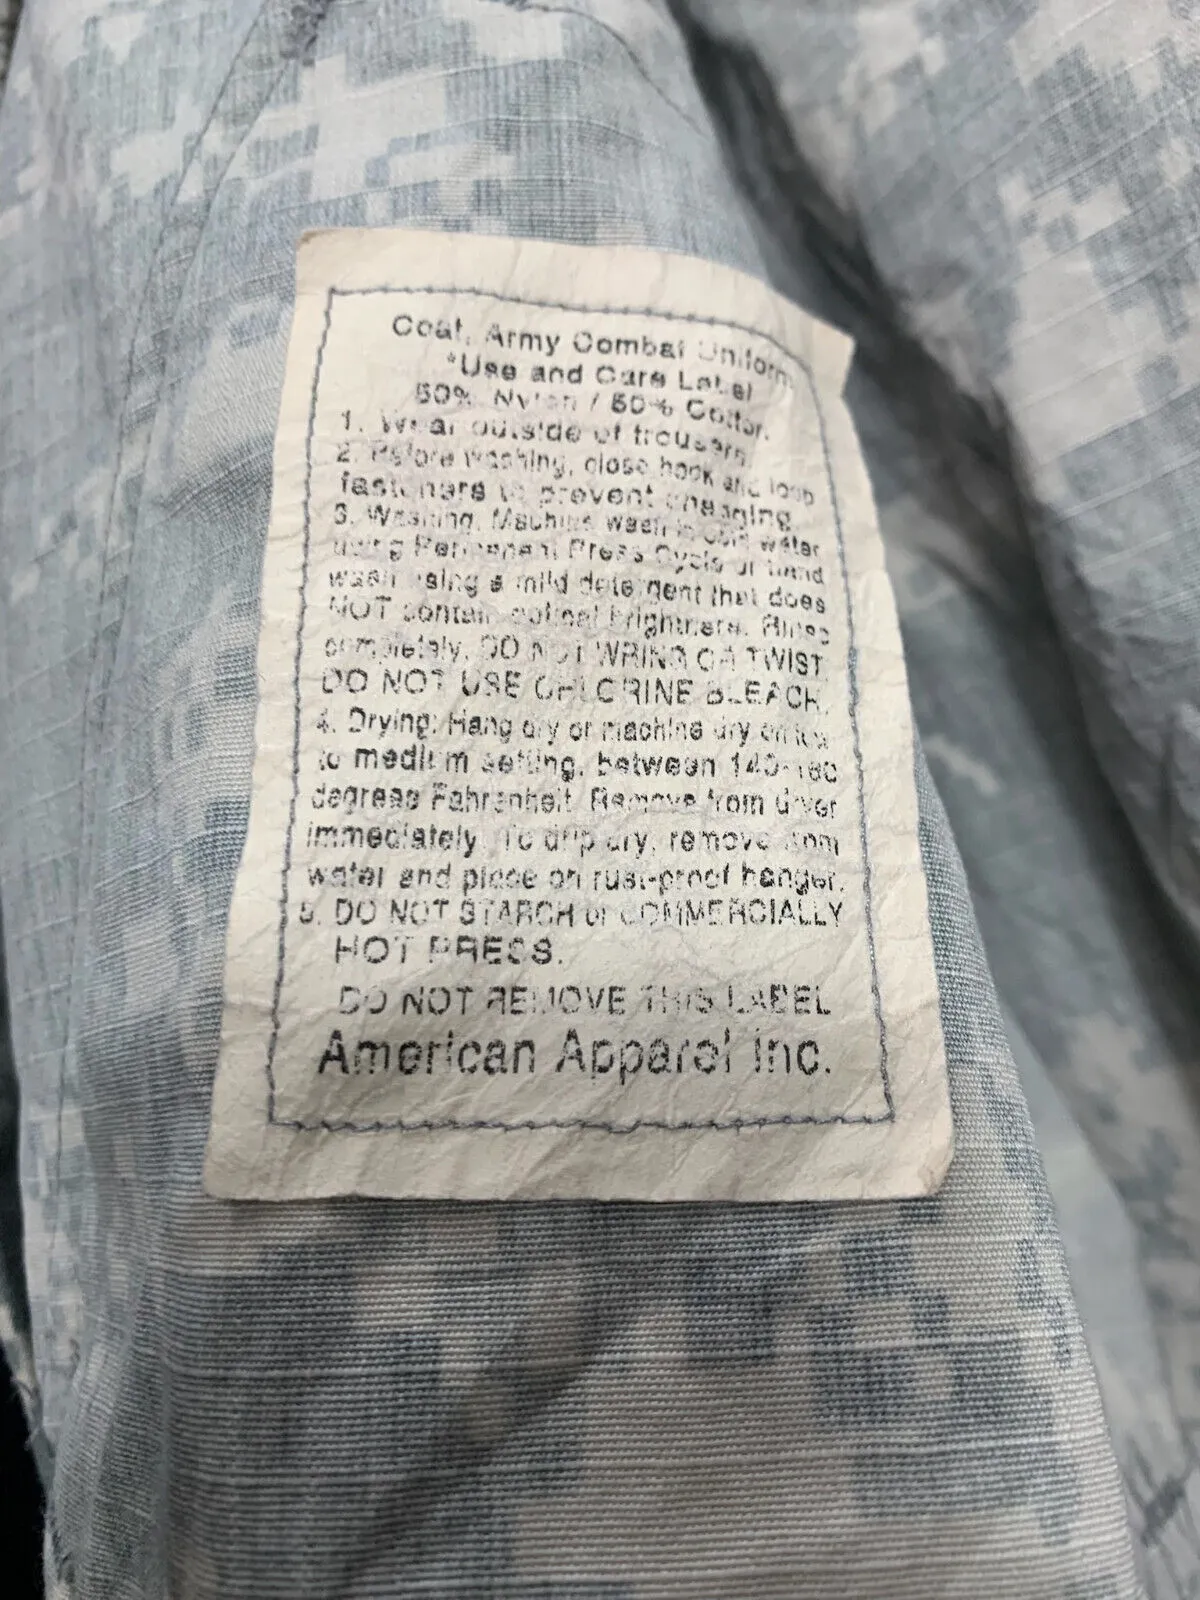 Coat, Army Combat Uniform
*Use and Care Label
50% Nylon / 50% Cotton.
1. Wear outside of trousers.
2. Before washing, close hook and loop
fasteners to prevent snagging.
3. Washing: Machine wash in cold water
using Permanent Press Cycle or hand
wash using a mild detergent that does
NOT contain optical brightners. Rinse
completely. DO NOT WRING OR TWIST.
DO NOT USE CHLORINE BLEACH.
4. Drying: Hang dry or machine dry on low
to medium setting, between 140-180
degrees Fahrenheit. Remove from dryer
immediately. To drip dry, remove from
water and place on rust-proof hanger.
5. DO NOT STARCH or COMMERCIALLY
HOT PRESS.
DO NOT REMOVE THIS LABEL
American Apparel Inc.